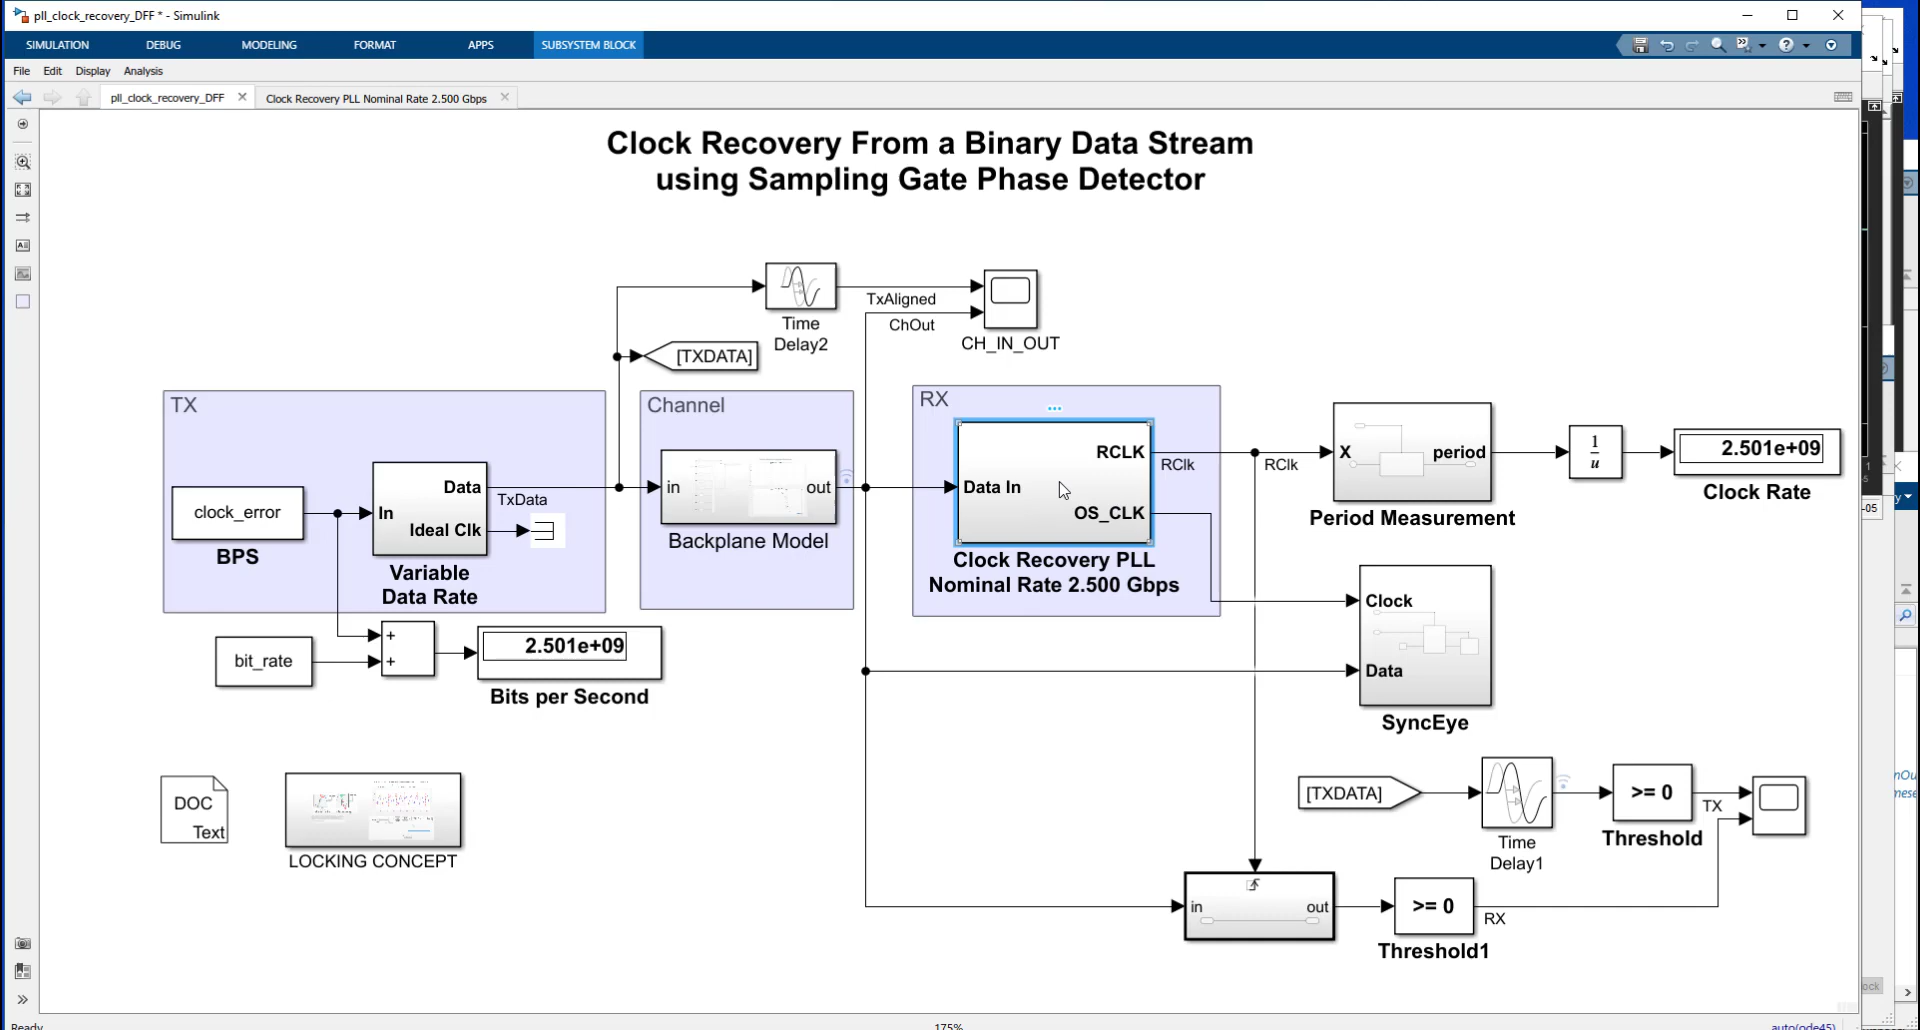 pll_clock_recovery_DFF * - Simulink
SIMULATION DEBUG MODELING FORMAT APPS SUBSYSTEM BLOCK
File Edit Display Analysis
pll_clock_recovery_DFF Clock Recovery PLL Nominal Rate 2.500 Gbps
Clock Recovery From a Binary Data Stream
using Sampling Gate Phase Detector
Time
Delay2
TxAligned
ChOut
CH_IN_OUT
[TXDATA]
TX
clock_error
BPS
In
Data
Ideal Clk
Variable
Data Rate
TxData
bit_rate
+
+
2.501e+09
Bits per Second
Channel
in out
Backplane Model
RX
Data In
RCLK
OS_CLK
Clock Recovery PLL
Nominal Rate 2.500 Gbps
RClk
RClk
X period
Period Measurement
1
u
2.501e+09
Clock Rate
Clock
Data
SyncEye
DOC
Text
LOCKING CONCEPT
[TXDATA]
Time
Delay1
>= 0
Threshold
TX
in out
>= 0
Threshold1
RX
Ready 175% auto(ode45)
-05